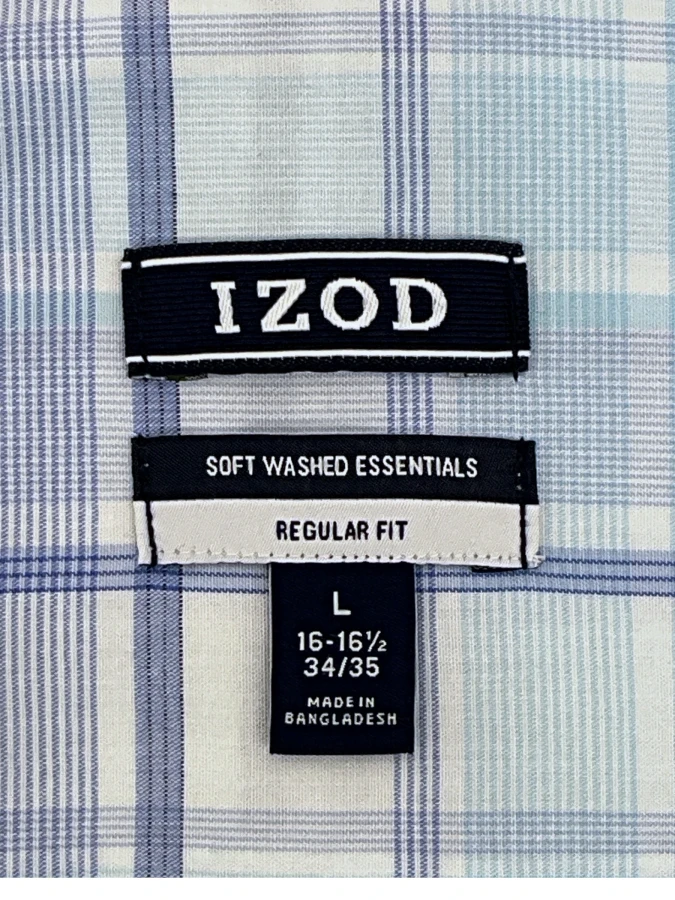 IZOD
SOFT WASHED ESSENTIALS
REGULAR FIT
L
16-16½
34/35
MADE IN
BANGLADESH